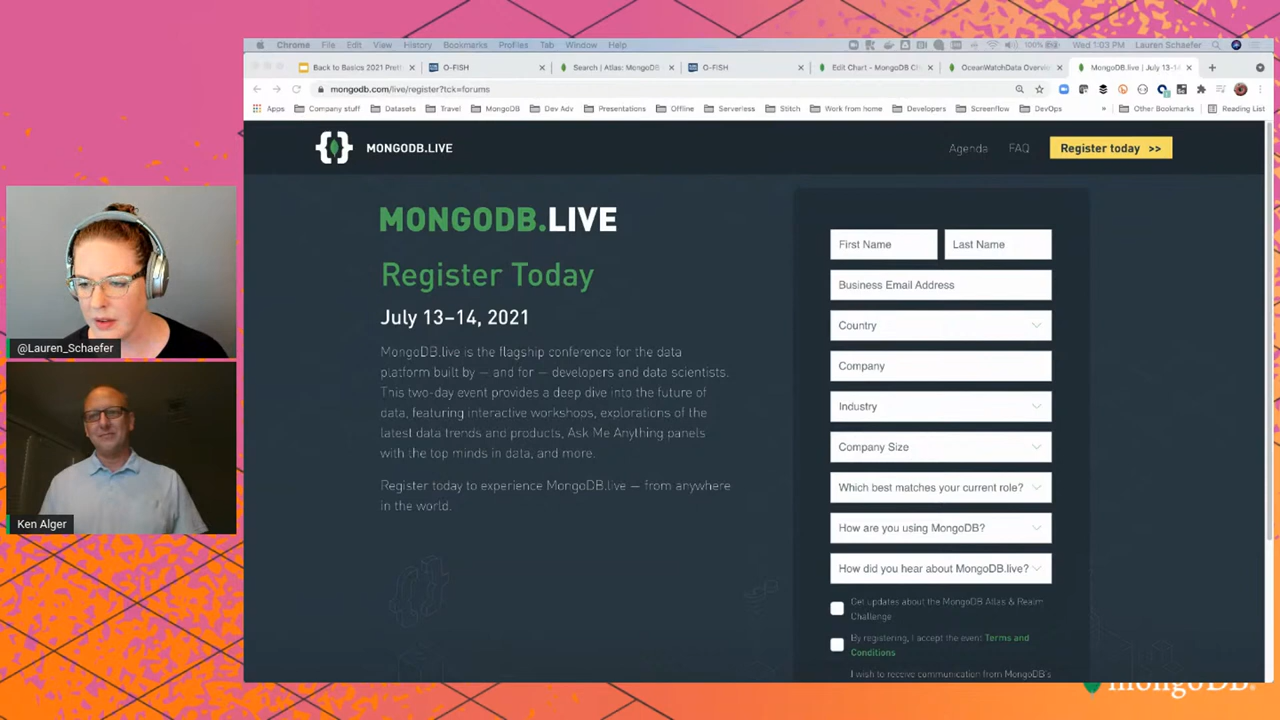 Chrome File Edit View History Bookmarks Profiles Tab Window Help
100% Wed 1:03 PM Lauren Schaefer
Back to Basics 2021 Prett
O-FISH
Search | Atlas: MongoDB
O-FISH
Edit Chart - MongoDB Ch
OceanWatchData Overvie
MongoDB.live | July 13-14
mongodb.com/live/register?tck=forums
Apps Company stuff Datasets Travel MongoDB Dev Adv Presentations Offline Serverless Stitch Work from home Developers Screenflow DevOps » Other Bookmarks Reading List
MONGODB.LIVE
Agenda FAQ Register today >>
MONGODB.LIVE
Register Today
July 13–14, 2021
MongoDB.live is the flagship conference for the data
platform built by — and for — developers and data scientists.
This two-day event provides a deep dive into the future of
data, featuring interactive workshops, explorations of the
latest data trends and products, Ask Me Anything panels
with the top minds in data, and more.
Register today to experience MongoDB.live — from anywhere
in the world.
First Name Last Name
Business Email Address
Country
Company
Industry
Company Size
Which best matches your current role?
How are you using MongoDB?
How did you hear about MongoDB.live?
Get updates about the MongoDB Atlas & Realm
Challenge
By registering, I accept the event Terms and
Conditions
I wish to receive communication from MongoDB's
@Lauren_Schaefer
Ken Alger
mongoDB.